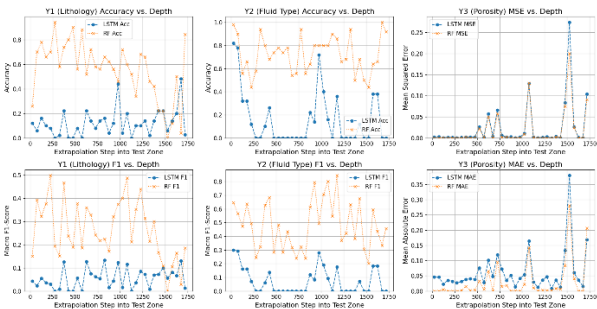 Y1 (Lithology) Accuracy vs. Depth
Accuracy
0.8
0.6
0.4
0.2
0.0
LSTM Acc
RF Acc
0 250 500 750 1000 1250 1500 1750
Extrapolation Step into Test Zone
Y2 (Fluid Type) Accuracy vs. Depth
Accuracy
1.0
0.8
0.6
0.4
0.2
0.0
LSTM Acc
RF Acc
0 250 500 750 1000 1250 1500 1750
Extrapolation Step into Test Zone
Y3 (Porosity) MSE vs. Depth
Mean Squared Error
0.25
0.20
0.15
0.10
0.05
0.00
LSTM MSE
RF MSE
0 250 500 750 1000 1250 1500 1750
Extrapolation Step into Test Zone
Y1 (Lithology) F1 vs. Depth
Macro F1-Score
0.5
0.4
0.3
0.2
0.1
0.0
LSTM F1
RF F1
0 250 500 750 1000 1250 1500 1750
Extrapolation Step into Test Zone
Y2 (Fluid Type) F1 vs. Depth
Macro F1-Score
0.8
0.6
0.4
0.2
0.0
LSTM F1
RF F1
0 250 500 750 1000 1250 1500 1750
Extrapolation Step into Test Zone
Y3 (Porosity) MAE vs. Depth
Mean Absolute Error
0.40
0.35
0.30
0.25
0.20
0.15
0.10
0.05
0.00
LSTM MAE
RF MAE
0 250 500 750 1000 1250 1500 1750
Extrapolation Step into Test Zone